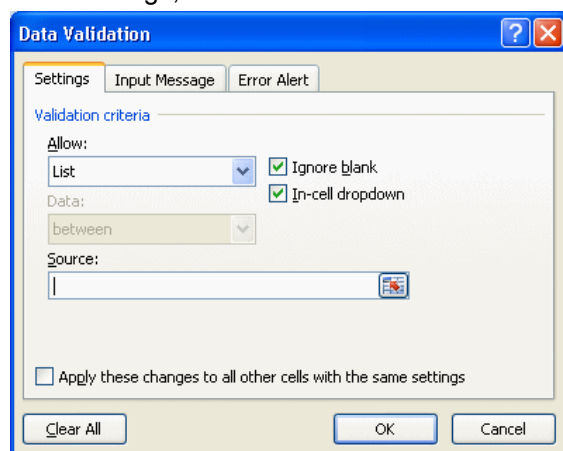 Data Validation
Settings Input Message Error Alert
Validation criteria
Allow:
List
Ignore blank
In-cell dropdown
Data:
between
Source:
Apply these changes to all other cells with the same settings
Clear All OK Cancel